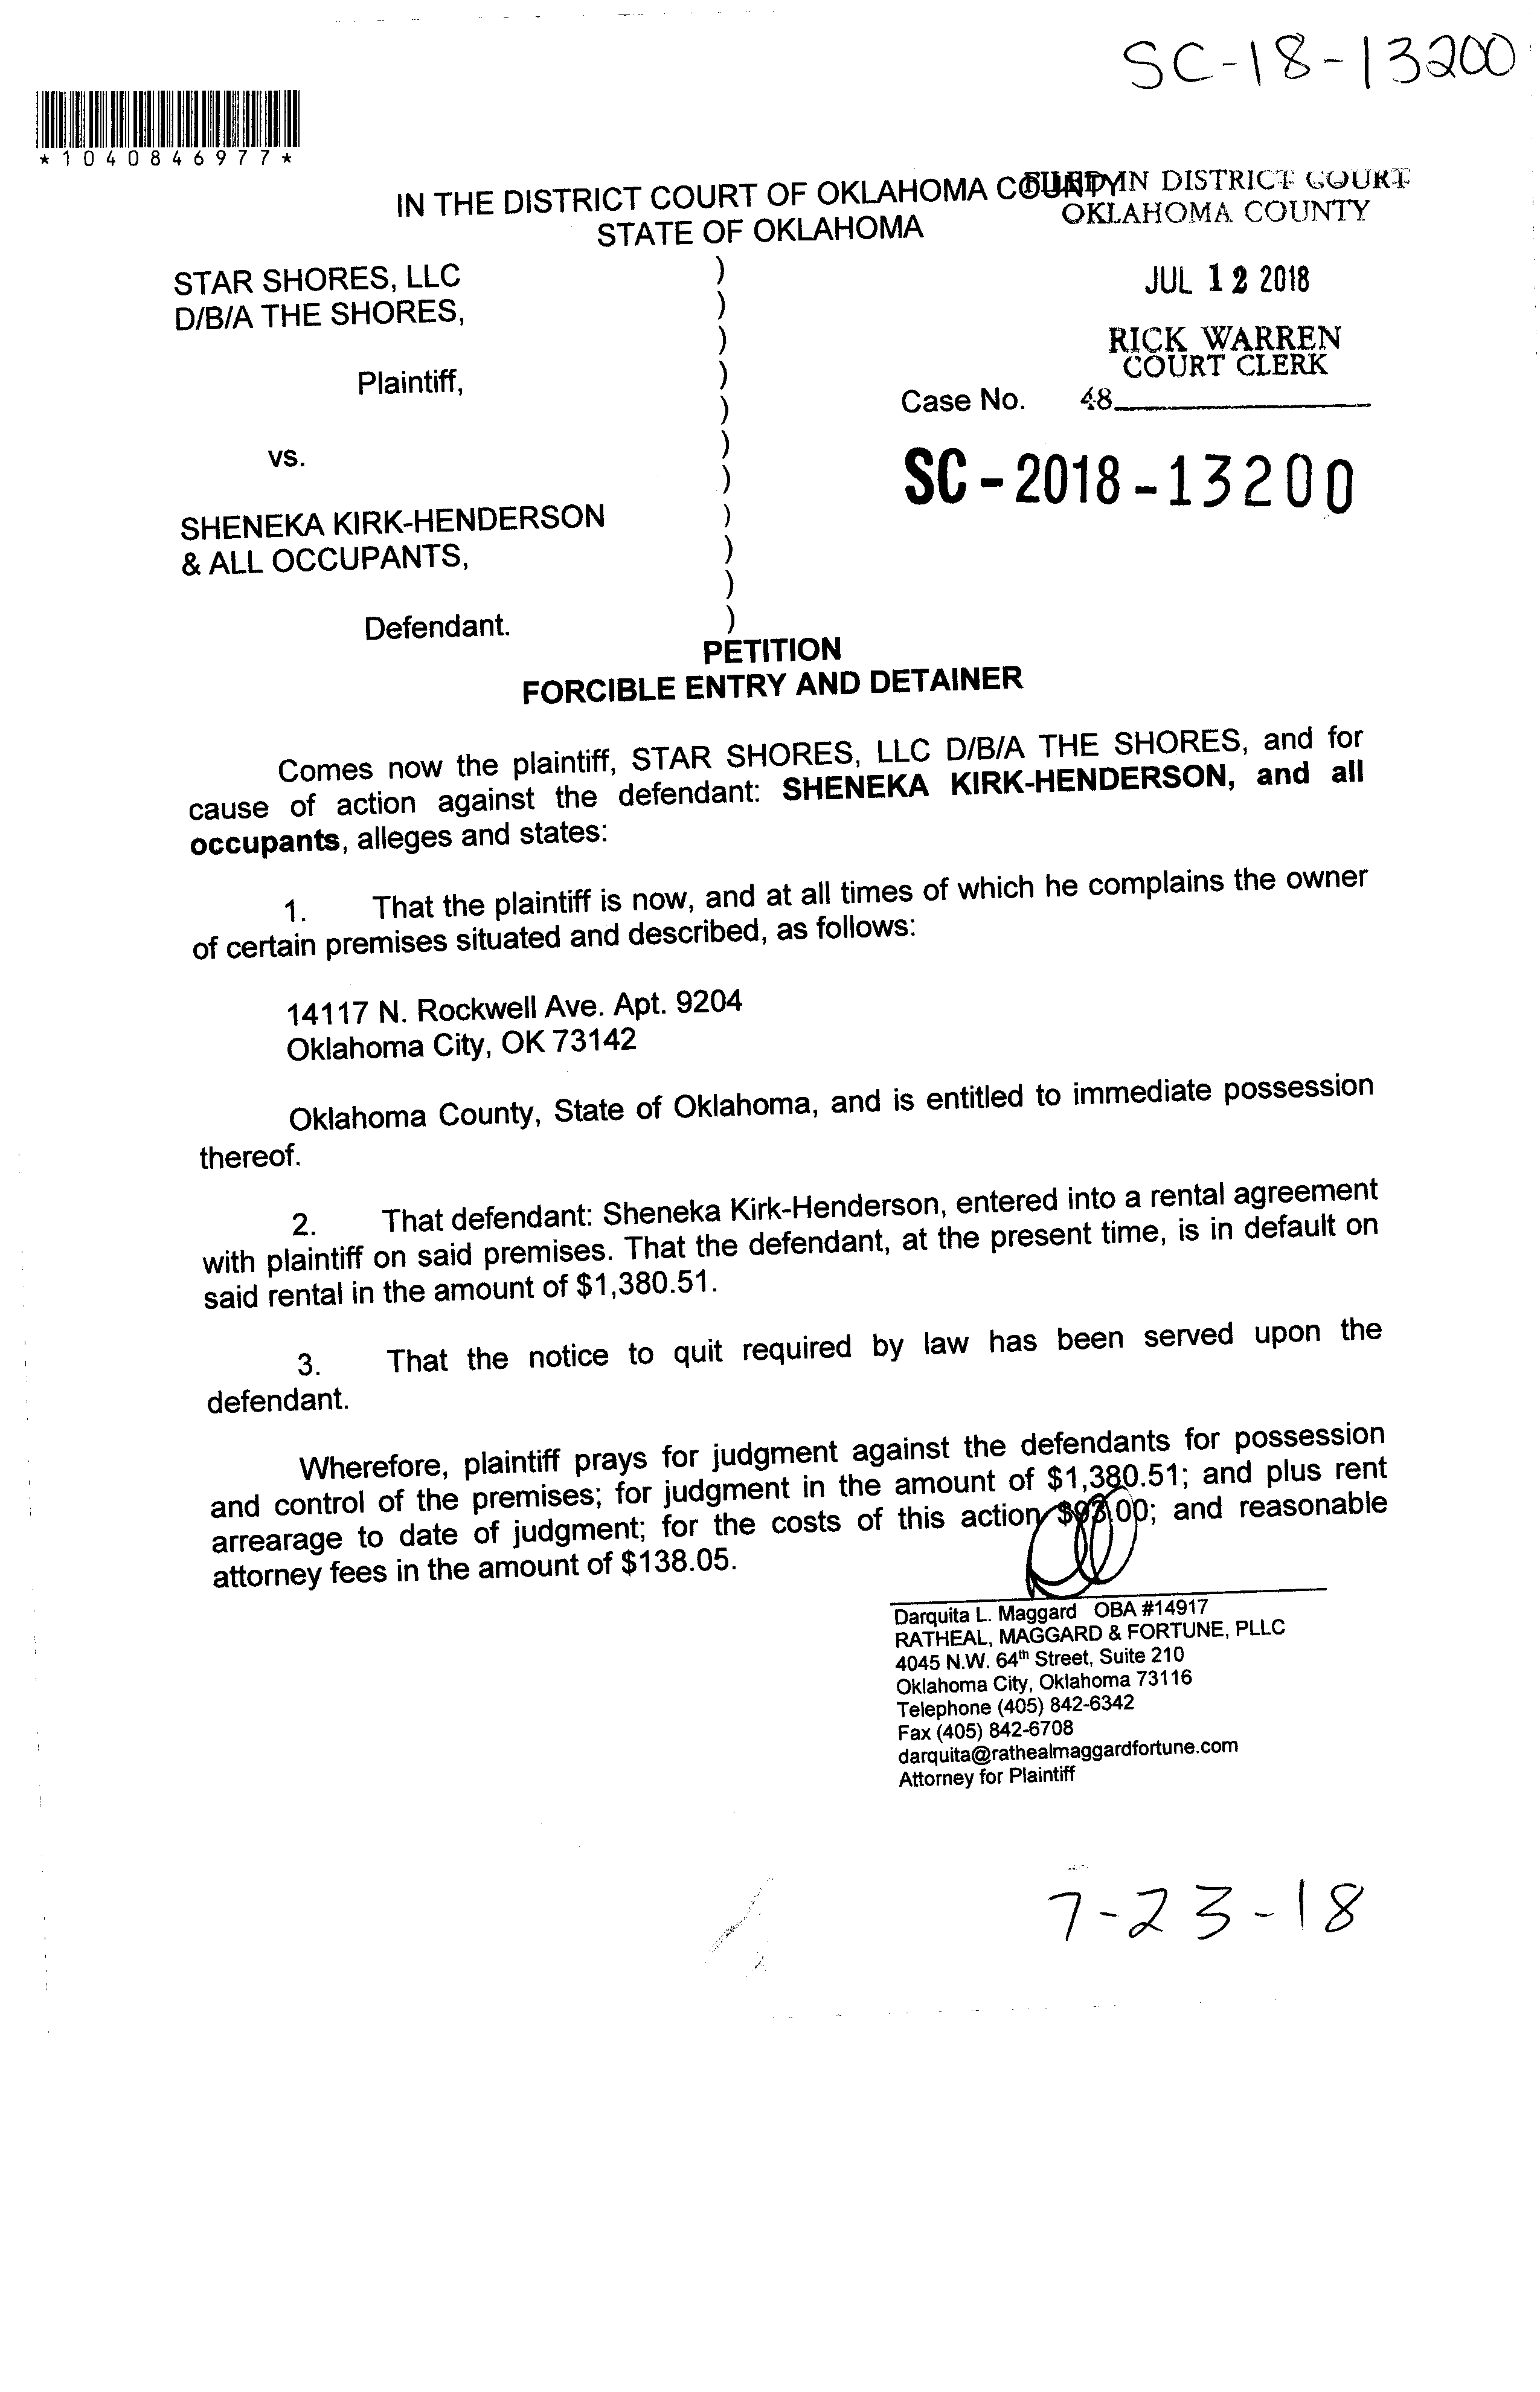 SC-18-13200
*1040846977*
IN THE DISTRICT COURT OF OKLAHOMA COUNTY
STATE OF OKLAHOMA
FILED IN DISTRICT COURT
OKLAHOMA COUNTY
STAR SHORES, LLC )
D/B/A THE SHORES, )
JUL 12 2018
)
RICK WARREN
COURT CLERK
Plaintiff, )
) Case No. 48
vs. )
) SC-2018-13200
SHENEKA KIRK-HENDERSON )
& ALL OCCUPANTS, )
)
Defendant. )
PETITION
FORCIBLE ENTRY AND DETAINER
Comes now the plaintiff, STAR SHORES, LLC D/B/A THE SHORES, and for
cause of action against the defendant: SHENEKA KIRK-HENDERSON, and all
occupants, alleges and states:
1. That the plaintiff is now, and at all times of which he complains the owner
of certain premises situated and described, as follows:
14117 N. Rockwell Ave. Apt. 9204
Oklahoma City, OK 73142
Oklahoma County, State of Oklahoma, and is entitled to immediate possession
thereof.
2. That defendant: Sheneka Kirk-Henderson, entered into a rental agreement
with plaintiff on said premises. That the defendant, at the present time, is in default on
said rental in the amount of $1,380.51.
3. That the notice to quit required by law has been served upon the
defendant.
Wherefore, plaintiff prays for judgment against the defendants for possession
and control of the premises; for judgment in the amount of $1,380.51; and plus rent
arrearage to date of judgment; for the costs of this action and reasonable
attorney fees in the amount of $138.05.
Darquita L. Maggard OBA #14917
RATHEAL, MAGGARD & FORTUNE, PLLC
4045 N.W. 64th Street, Suite 210
Oklahoma City, Oklahoma 73116
Telephone (405) 842-6342
Fax (405) 842-6708
darquita@rathealmaggardfortune.com
Attorney for Plaintiff
7-23-18